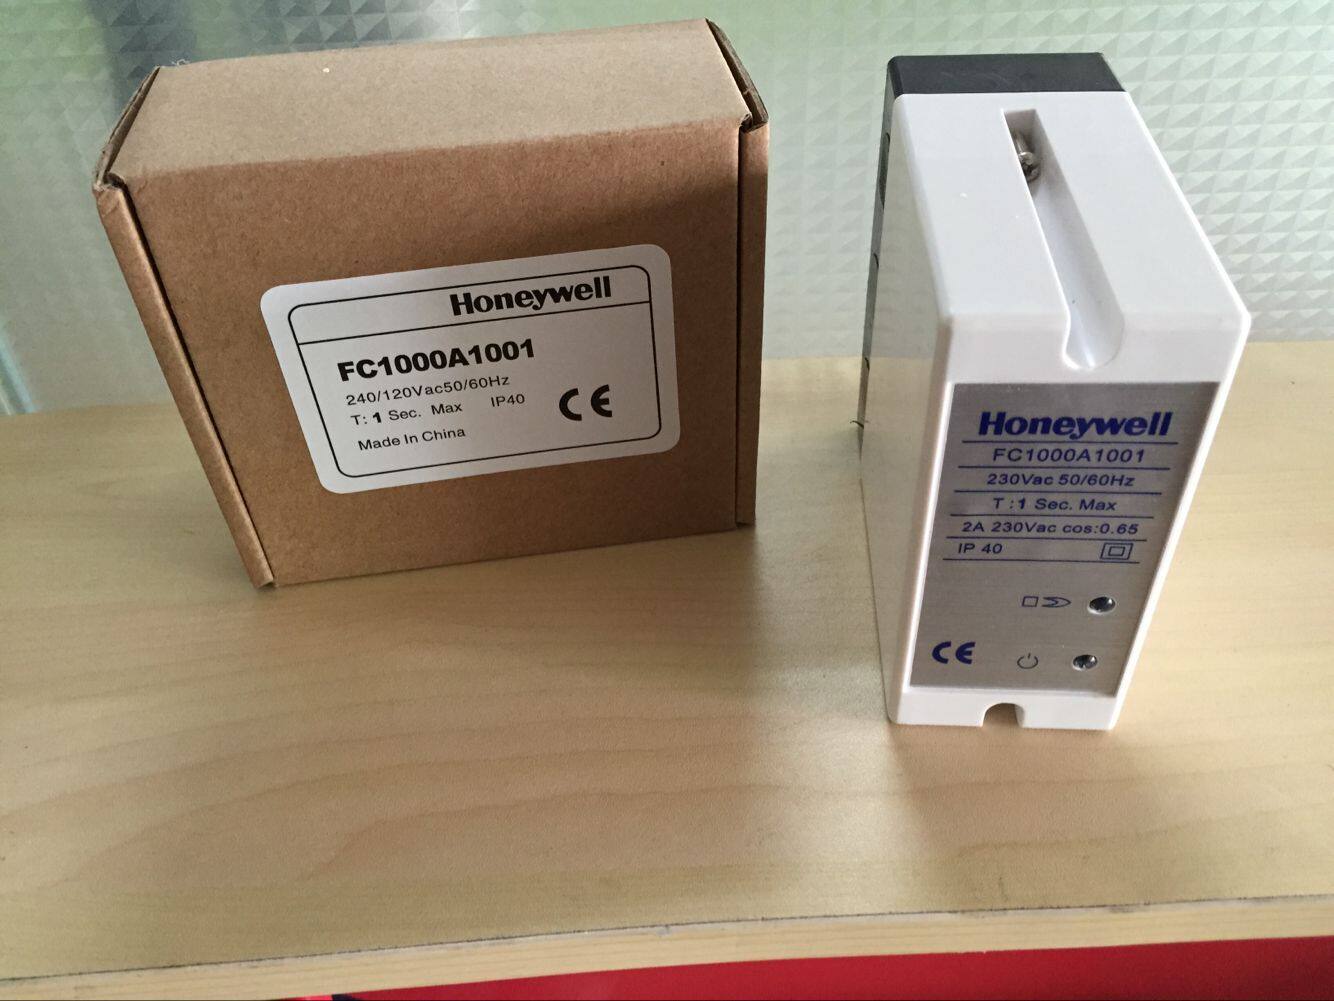 Honeywell
FC1000A1001
240/120Vac50/60Hz
T: 1 Sec. Max IP40
Made In China
CE
Honeywell
FC1000A1001
230Vac 50/60Hz
T : 1 Sec. Max
2A 230Vac cos:0.65
IP 40
CE